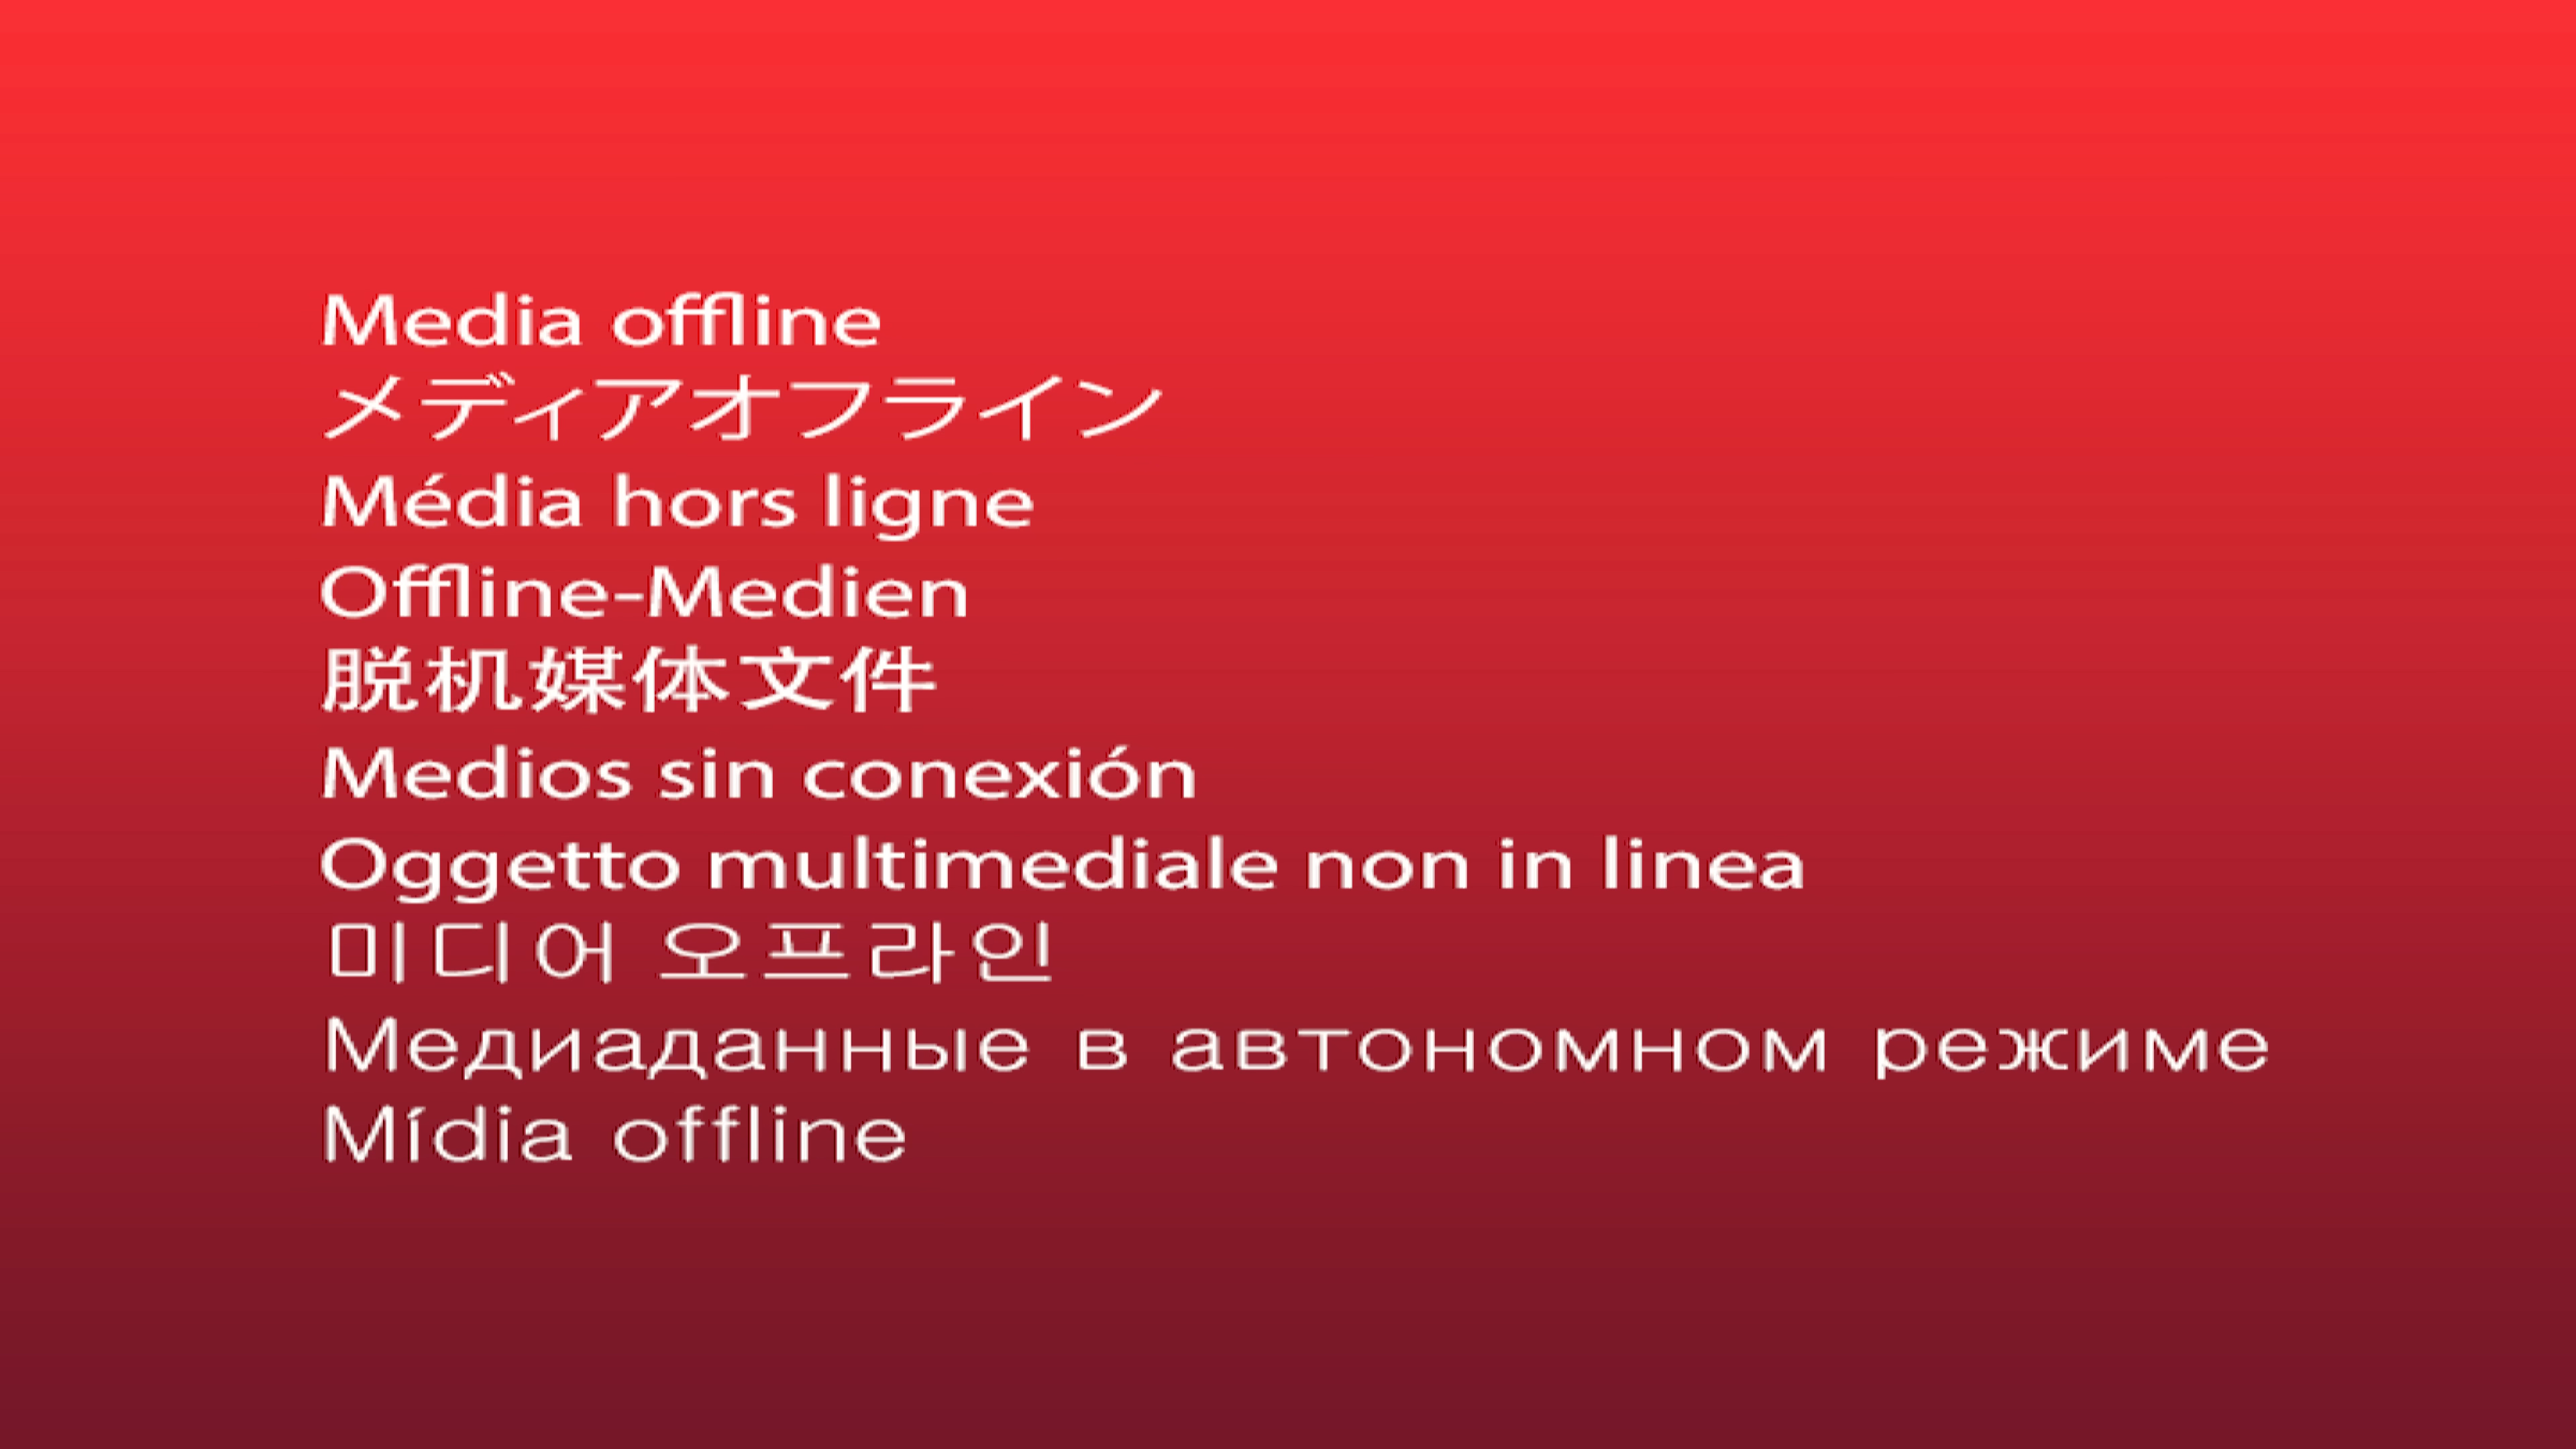 Media offline
メディアオフライン
Média hors ligne
Offline-Medien
脱机媒体文件
Medios sin conexión
Oggetto multimediale non in linea
미디어 오프라인
Медиаданные в автономном режиме
Mídia offline